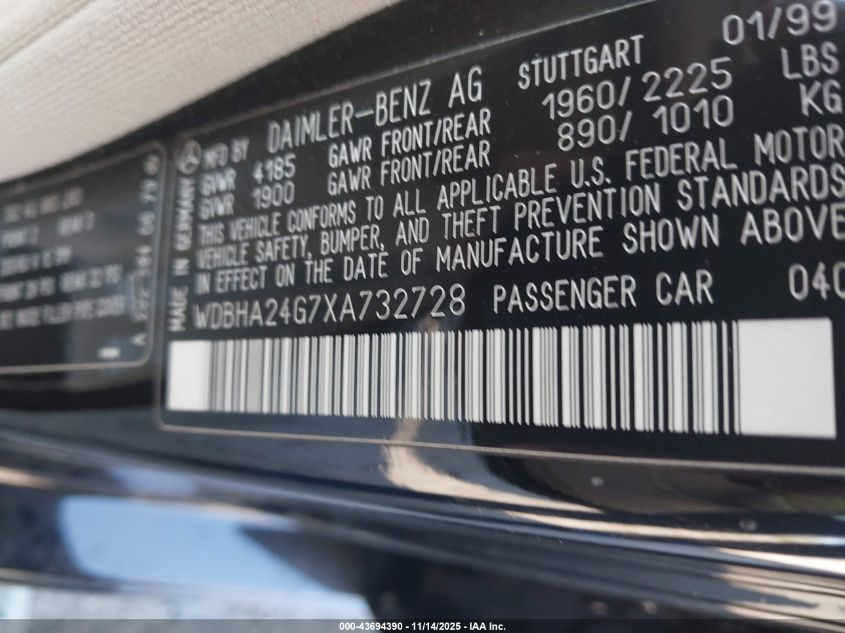 01/99
MFD BY DAIMLER-BENZ AG STUTTGART
GVWR 4185 GAWR FRONT/REAR 1960/2225 LBS
GVWR 1900 GAWR FRONT/REAR 890/1010 KG
THIS VEHICLE CONFORMS TO ALL APPLICABLE U.S. FEDERAL MOTOR
VEHICLE SAFETY, BUMPER, AND THEFT PREVENTION STANDARDS
IN EFFECT ON THE DATE OF MANUFACTURE SHOWN ABOVE
WDBHA24G7XA732728 PASSENGER CAR 040
MADE IN GERMANY
000-43694390 - 11/14/2025 - IAA Inc.